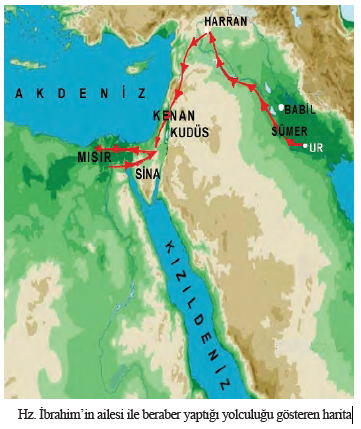 HARRAN
AKDENİZ
BABİL
KENAN
SÜMER
KUDÜS
UR
MISIR
SİNA
KIZILDENİZ
Hz. İbrahim’in ailesi ile beraber yaptığı yolculuğu gösteren harita